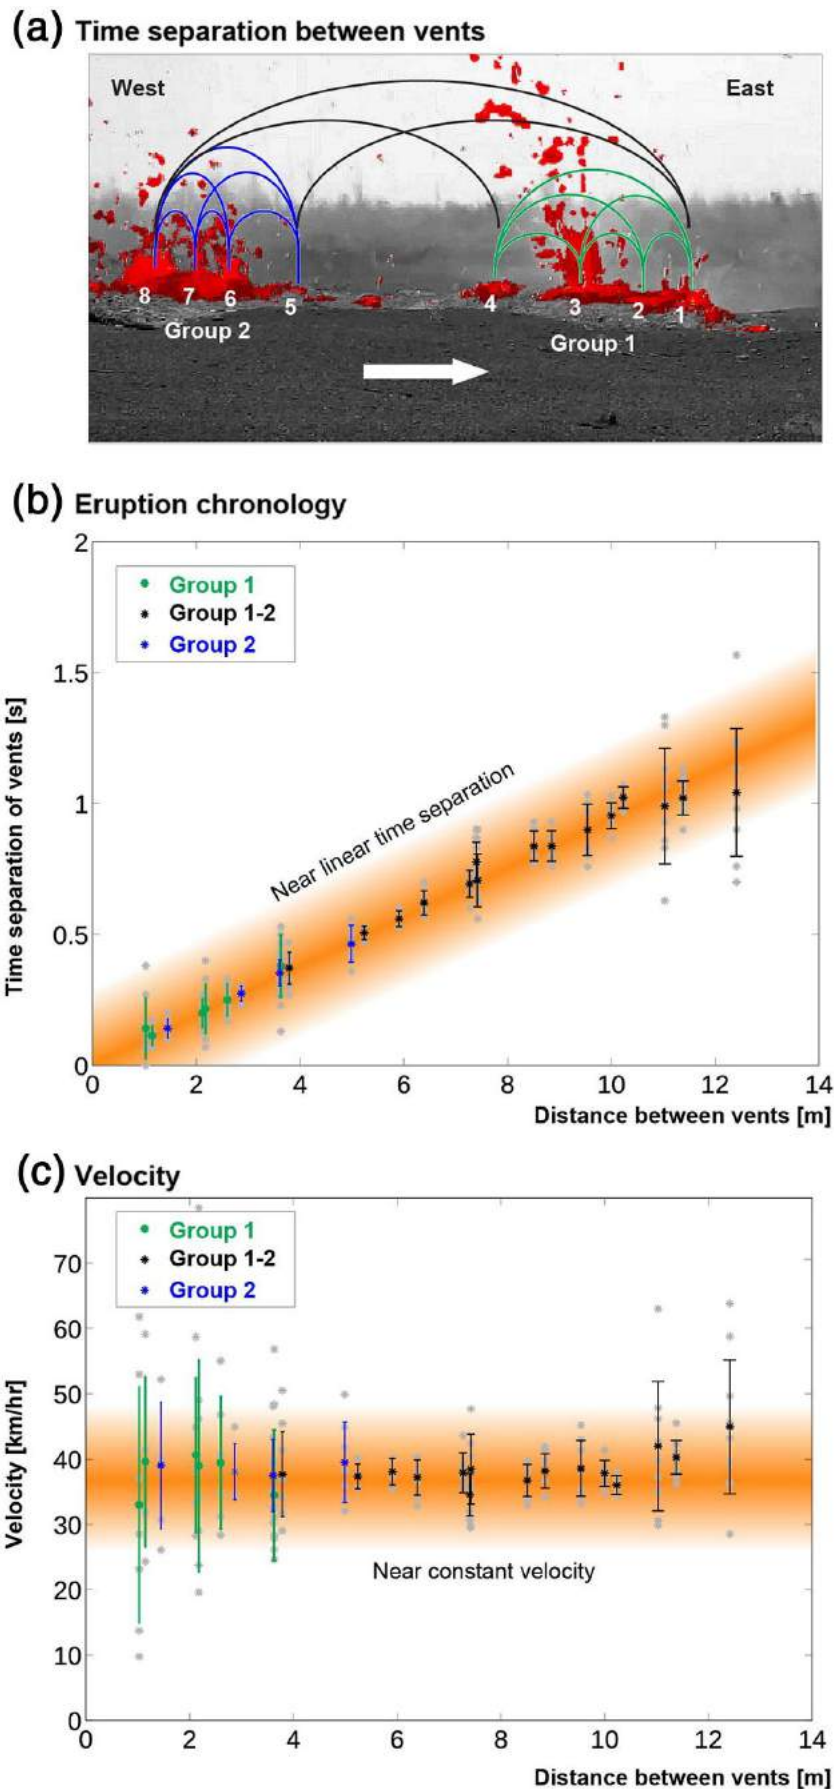 (a) Time separation between vents
West
East
8
7
6
5
4
3
2
1
Group 2
Group 1
(b) Eruption chronology
2
Group 1
Group 1-2
Group 2
1.5
Time separation of vents [s]
Near linear time separation
1
0.5
0
0 2 4 6 8 10 12 14
Distance between vents [m]
(c) Velocity
Group 1
Group 1-2
Group 2
70
60
50
40
Velocity [km/hr]
30
Near constant velocity
20
10
0
0 2 4 6 8 10 12 14
Distance between vents [m]